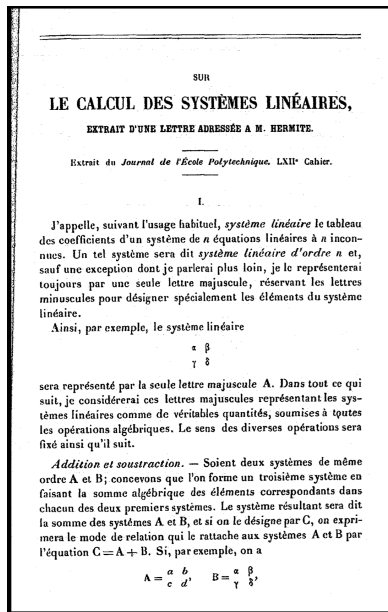 SUR
LE CALCUL DES SYSTÈMES LINÉAIRES,
EXTRAIT D'UNE LETTRE ADRESSÉE A M. HERMITE.
Extrait du Journal de l'École Polytechnique. LXIIe Cahier.
I.
J'appelle, suivant l'usage habituel, système linéaire le tableau
des coefficients d'un système de n équations linéaires à n incon-
nues. Un tel système sera dit système linéaire d'ordre n et,
sauf une exception dont je parlerai plus loin, je le représenterai
toujours par une seule lettre majuscule, réservant les lettres
minuscules pour désigner spécialement les éléments du système
linéaire.
Ainsi, par exemple, le système linéaire
α β
γ δ
sera représenté par la seule lettre majuscule A. Dans tout ce qui
suit, je considérerai ces lettres majuscules représentant les sys-
tèmes linéaires comme de véritables quantités, soumises à toutes
les opérations algébriques. Le sens des diverses opérations sera
fixé ainsi qu'il suit.
Addition et soustraction. — Soient deux systèmes de même
ordre A et B; concevons que l'on forme un troisième système en
faisant la somme algébrique des éléments correspondants dans
chacun des deux premiers systèmes. Le système résultant sera dit
la somme des systèmes A et B, et si on le désigne par C, on expri-
mera le mode de relation qui le rattache aux systèmes A et B par
l'équation C = A + B. Si, par exemple, on a
a b α β
A = , B = ,
c d γ δ